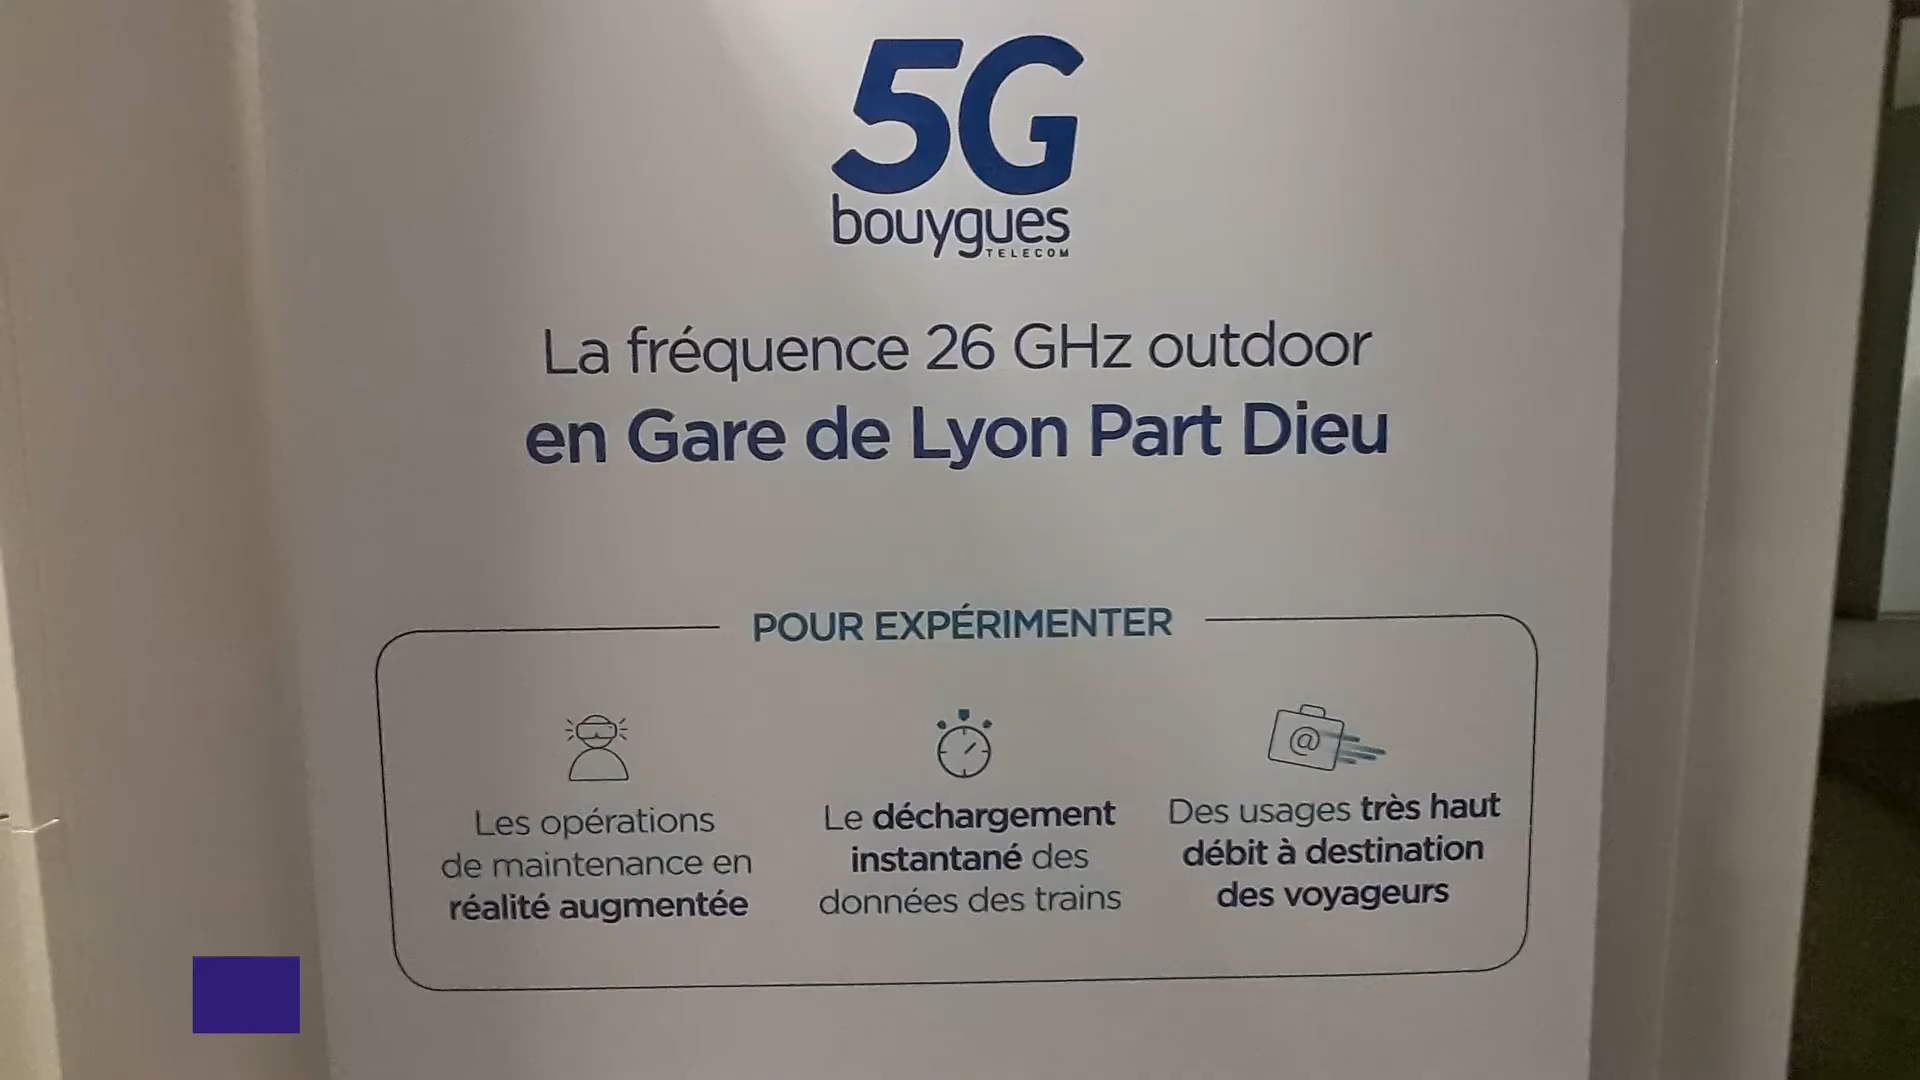 5G
bouygues
TELECOM
La fréquence 26 GHz outdoor
en Gare de Lyon Part Dieu
POUR EXPÉRIMENTER
Les opérations
de maintenance en
réalité augmentée
Le déchargement
instantané des
données des trains
@
Des usages très haut
débit à destination
des voyageurs